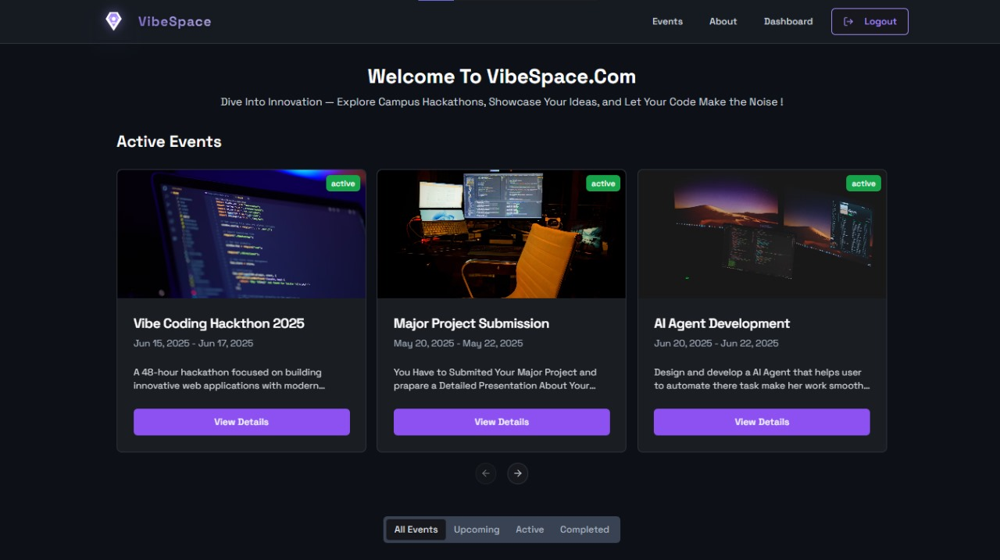 VibeSpace
Events
About
Dashboard
Logout
Welcome To VibeSpace.Com
Dive Into Innovation — Explore Campus Hackathons, Showcase Your Ideas, and Let Your Code Make the Noise !
Active Events
active
active
active
Vibe Coding Hackthon 2025
Jun 15, 2025 - Jun 17, 2025
A 48-hour hackathon focused on building
innovative web applications with modern...
View Details
Major Project Submission
May 20, 2025 - May 22, 2025
You Have to Submited Your Major Project and
prapare a Detailed Presentation About Your...
View Details
AI Agent Development
Jun 20, 2025 - Jun 22, 2025
Design and develop a AI Agent that helps user
to automate there task make her work smooth...
View Details
All Events
Upcoming
Active
Completed